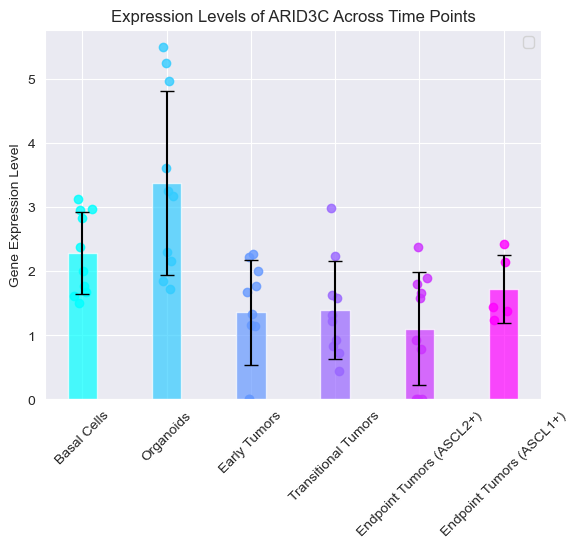 Expression Levels of ARID3C Across Time Points
Gene Expression Level
5
4
3
2
1
0
Basal Cells
Organoids
Early Tumors
Transitional Tumors
Endpoint Tumors (ASCL2+)
Endpoint Tumors (ASCL1+)